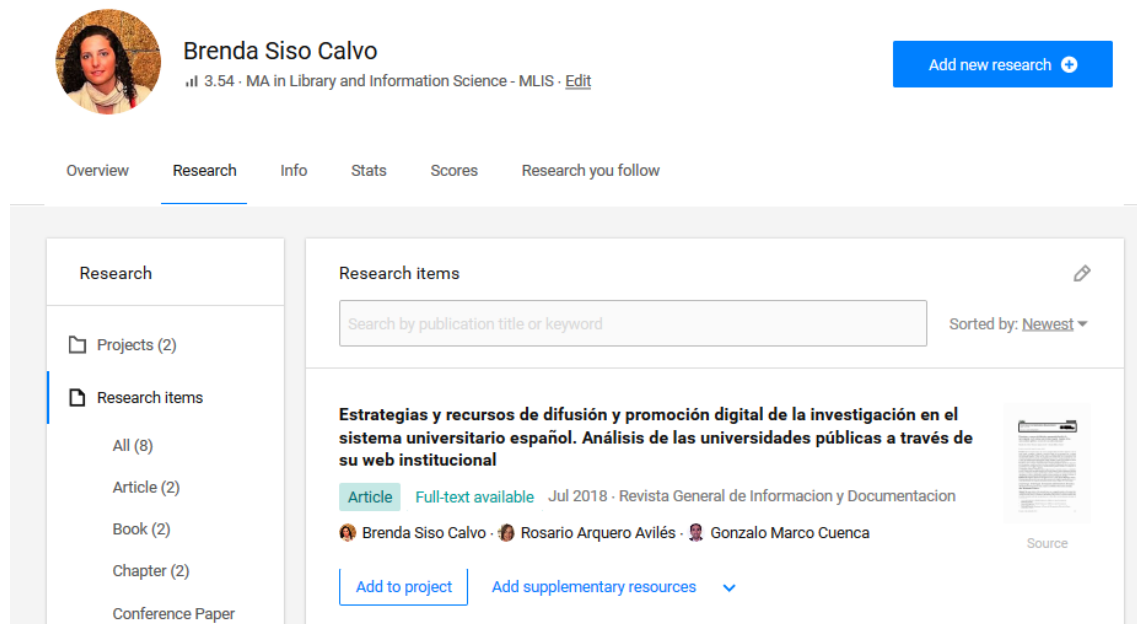 Brenda Siso Calvo
3.54 · MA in Library and Information Science - MLIS · Edit
Add new research
Overview Research Info Stats Scores Research you follow
Research
Projects (2)
Research items
All (8)
Article (2)
Book (2)
Chapter (2)
Conference Paper
Research items
Search by publication title or keyword
Sorted by: Newest
Estrategias y recursos de difusión y promoción digital de la investigación en el
sistema universitario español. Análisis de las universidades públicas a través de
su web institucional
Article Full-text available Jul 2018 · Revista General de Informacion y Documentacion
Brenda Siso Calvo · Rosario Arquero Avilés · Gonzalo Marco Cuenca
Source
Add to project Add supplementary resources